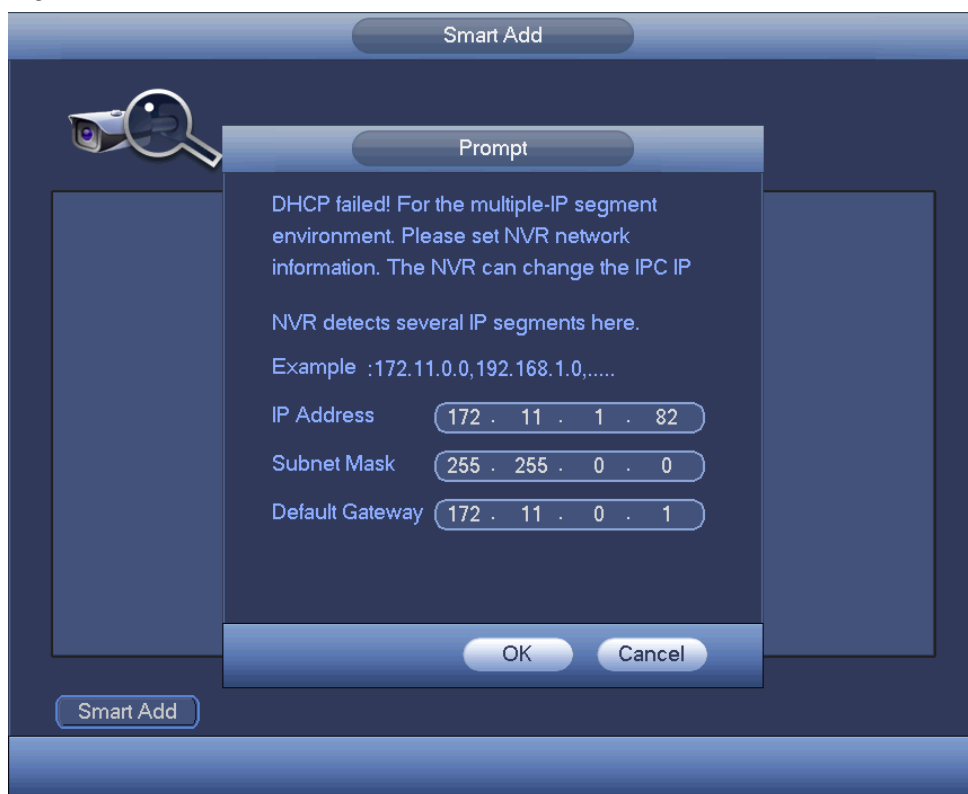 Smart Add
Prompt
DHCP failed! For the multiple-IP segment
environment. Please set NVR network
information. The NVR can change the IPC IP
NVR detects several IP segments here.
Example :172.11.0.0,192.168.1.0,.....
IP Address 172 . 11 . 1 . 82
Subnet Mask 255 . 255 . 0 . 0
Default Gateway 172 . 11 . 0 . 1
OK Cancel
Smart Add